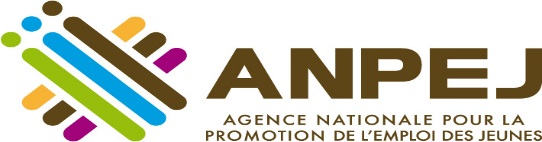 ANPEJ
AGENCE NATIONALE POUR LA
PROMOTION DE L'EMPLOI DES JEUNES